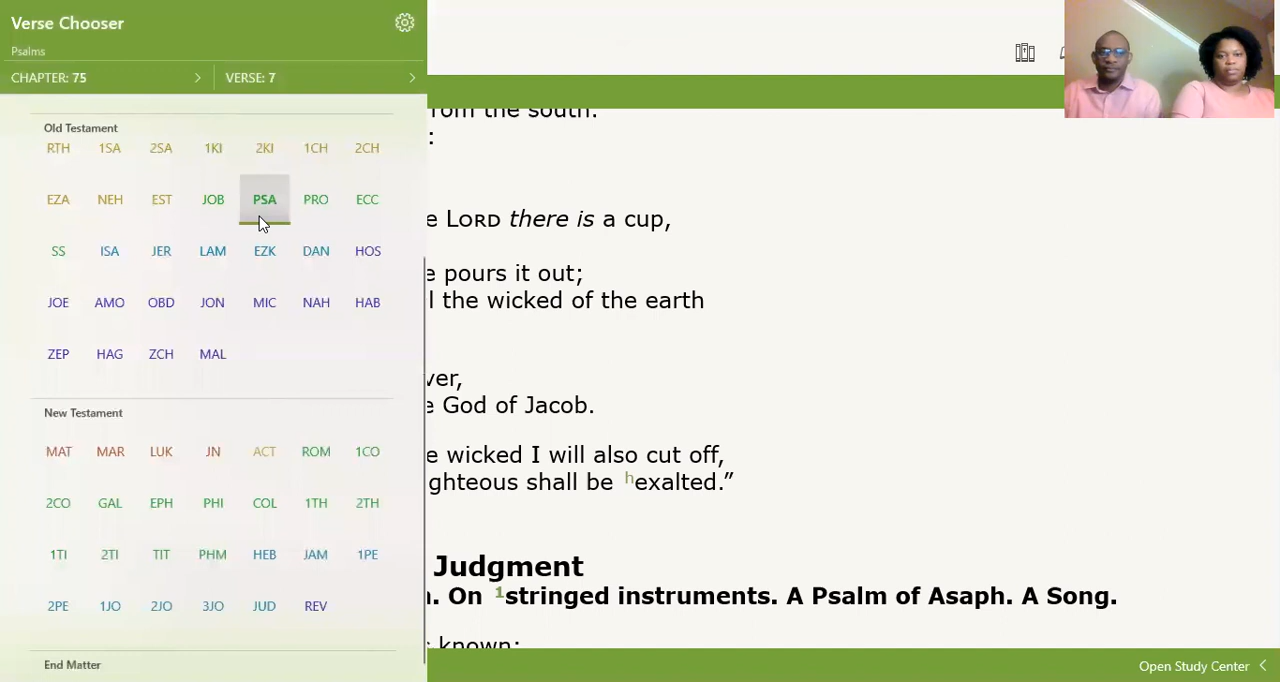 Verse Chooser
Psalms
CHAPTER: 75
VERSE: 7
Old Testament
RTH 1SA 2SA 1KI 2KI 1CH 2CH
EZA NEH EST JOB PSA PRO ECC
SS ISA JER LAM EZK DAN HOS
JOE AMO OBD JON MIC NAH HAB
ZEP HAG ZCH MAL
New Testament
MAT MAR LUK JN ACT ROM 1CO
2CO GAL EPH PHI COL 1TH 2TH
1TI 2TI TIT PHM HEB JAM 1PE
2PE 1JO 2JO 3JO JUD REV
End Matter
from the south.
:
LORD there is a cup,
pours it out;
the wicked of the earth
God of Jacob.
wicked I will also cut off,
shall be hexalted.”
Judgment
On 1stringed instruments. A Psalm of Asaph. A Song.
known:
Open Study Center